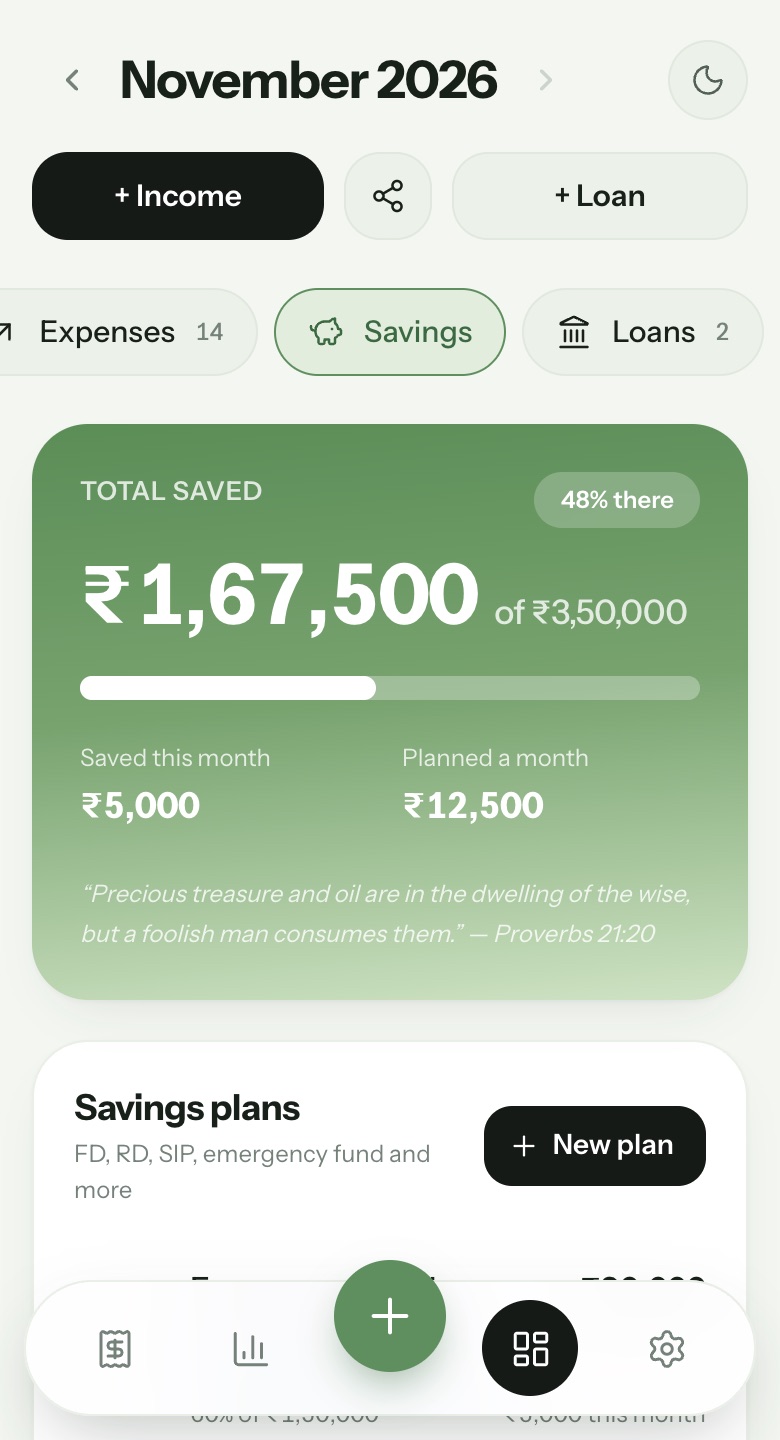 November 2026
+ Income
+ Loan
Expenses 14
Savings
Loans 2
TOTAL SAVED
48% there
₹1,67,500 of ₹3,50,000
Saved this month
Planned a month
₹5,000
₹12,500
“Precious treasure and oil are in the dwelling of the wise,
but a foolish man consumes them.” — Proverbs 21:20
Savings plans
FD, RD, SIP, emergency fund and
more
+ New plan